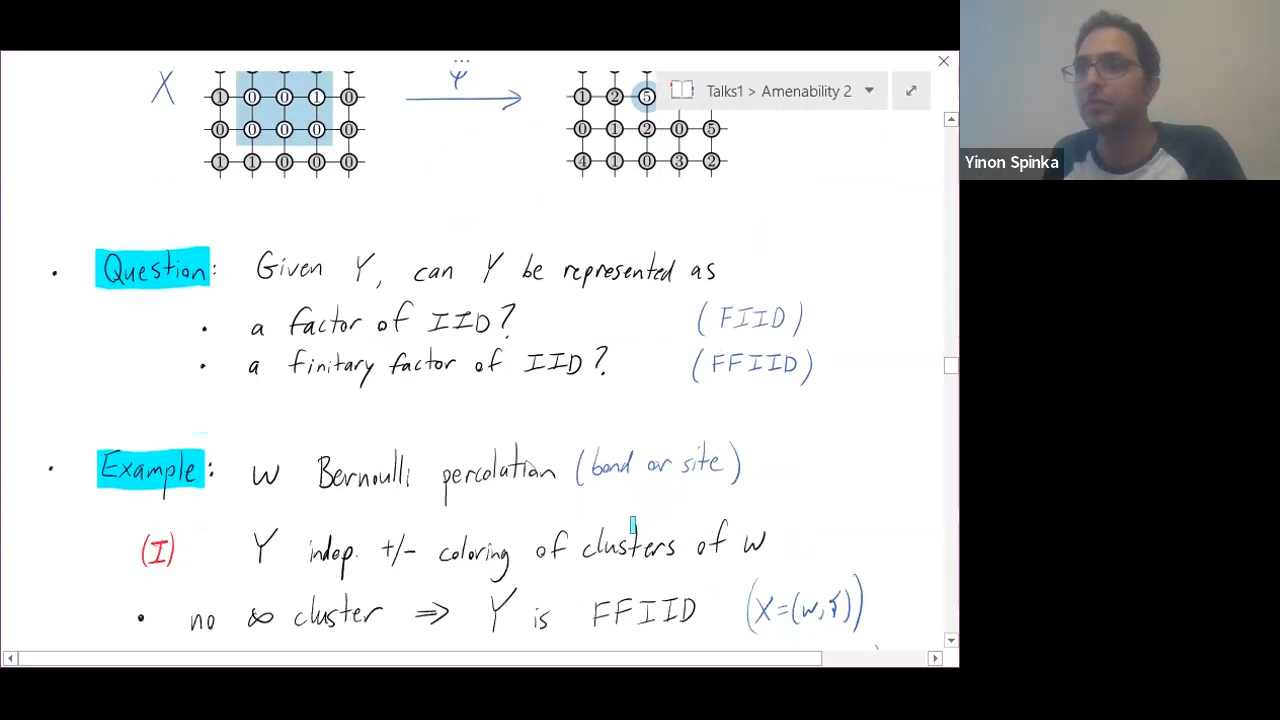 X 1 0 0 1 0 φ 1 2 5 Talks1 > Amenability 2
0 0 0 0 0 0 1 2 0 5
1 1 0 0 0 4 1 0 3 2
Yinon Spinka
· Question: Given Y, can Y be represented as
· a factor of IID? (FIID)
· a finitary factor of IID? (FFIID)
· Example: w Bernoulli percolation (bond or site)
(I) Y indep. +/- coloring of clusters of w
· no ∞ cluster ⇒ Y is FFIID (X=(w, ))